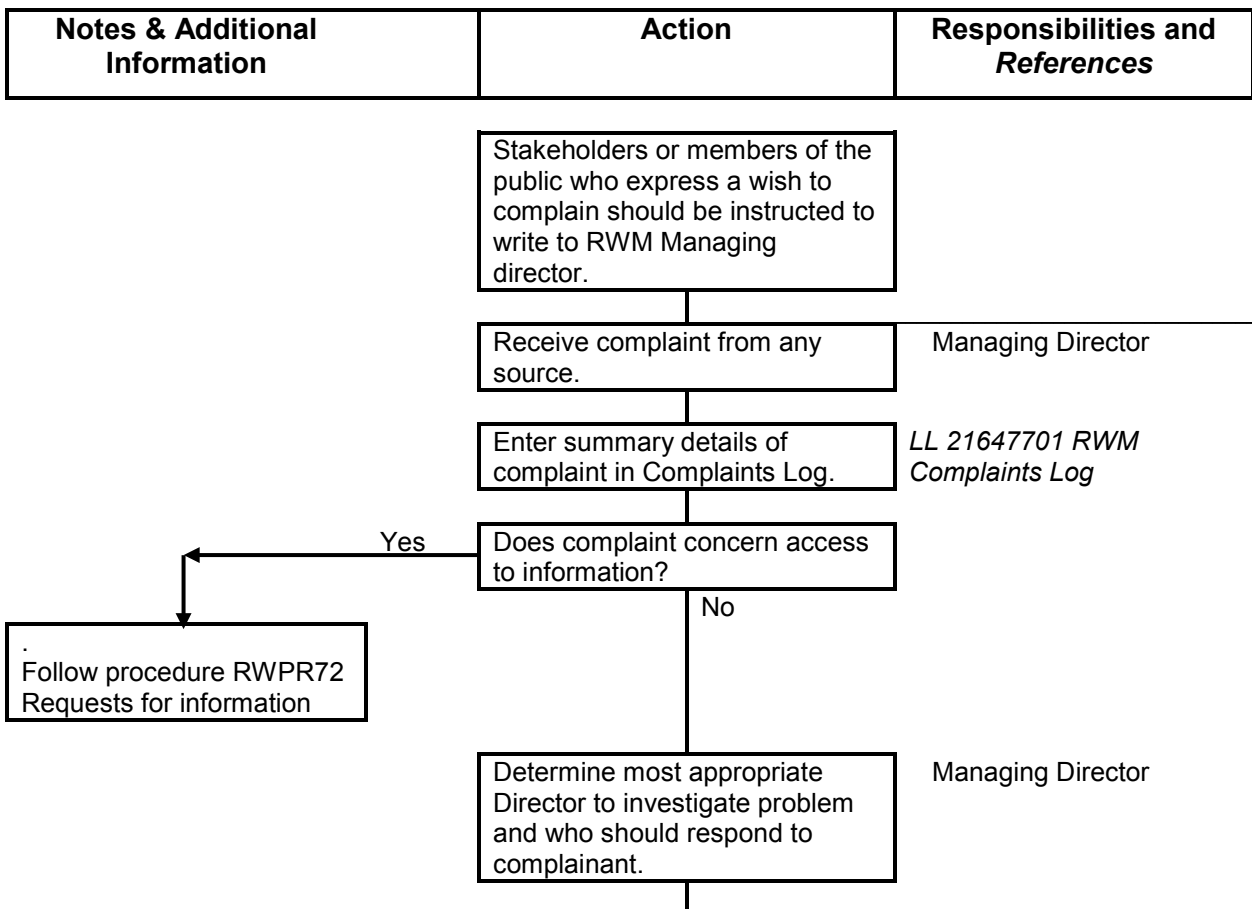 Notes & Additional
Information
Action
Responsibilities and
References
Stakeholders or members of the
public who express a wish to
complain should be instructed to
write to RWM Managing
director.
Receive complaint from any
source.
Managing Director
Enter summary details of
complaint in Complaints Log.
LL 21647701 RWM
Complaints Log
Yes
Does complaint concern access
to information?
No
.
Follow procedure RWPR72
Requests for information
Determine most appropriate
Director to investigate problem
and who should respond to
complainant.
Managing Director